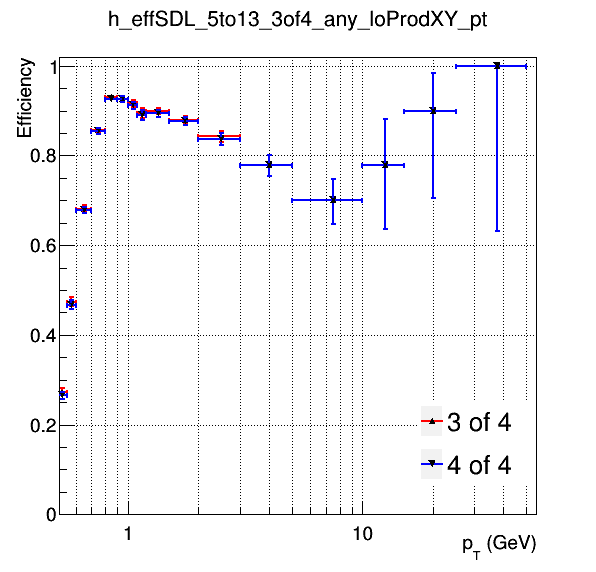 h_effSDL_5to13_3of4_any_loProdXY_pt
Efficiency
1
0.8
0.6
0.4
0.2
0
3 of 4
4 of 4
1
10
p_T (GeV)